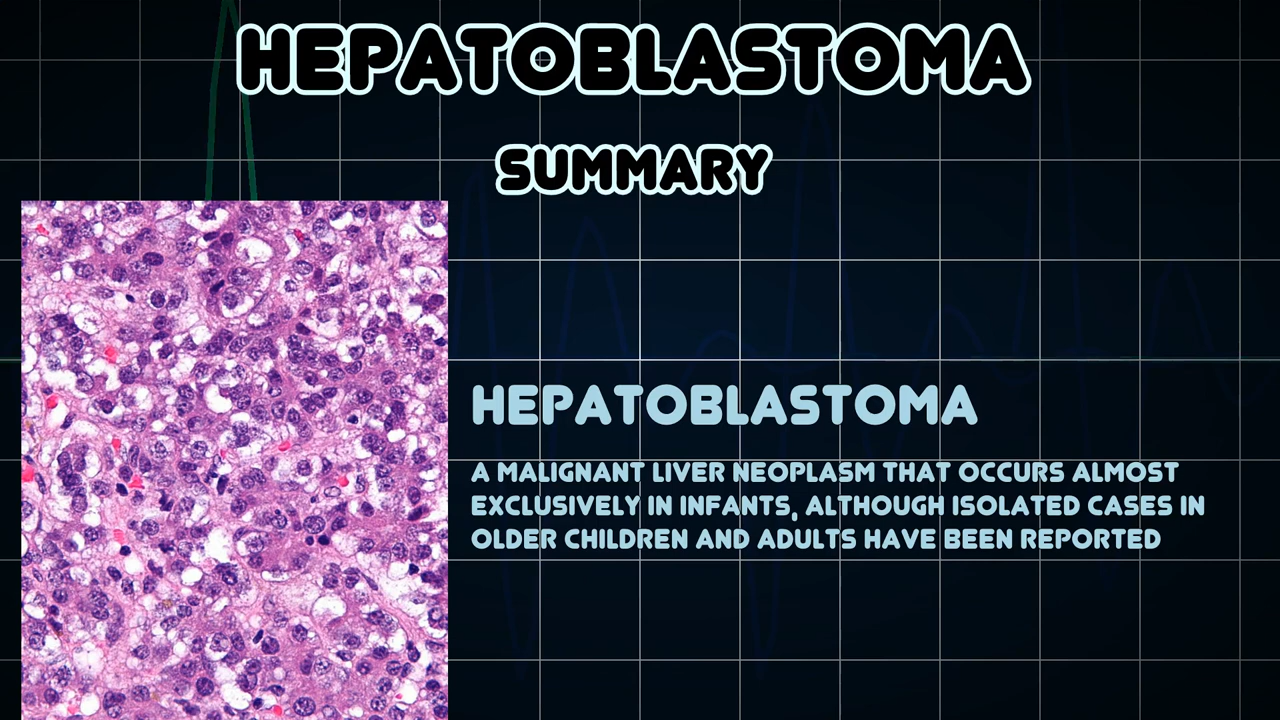 HEPATOBLASTOMA
SUMMARY
HEPATOBLASTOMA
A MALIGNANT LIVER NEOPLASM THAT OCCURS ALMOST
EXCLUSIVELY IN INFANTS, ALTHOUGH ISOLATED CASES IN
OLDER CHILDREN AND ADULTS HAVE BEEN REPORTED